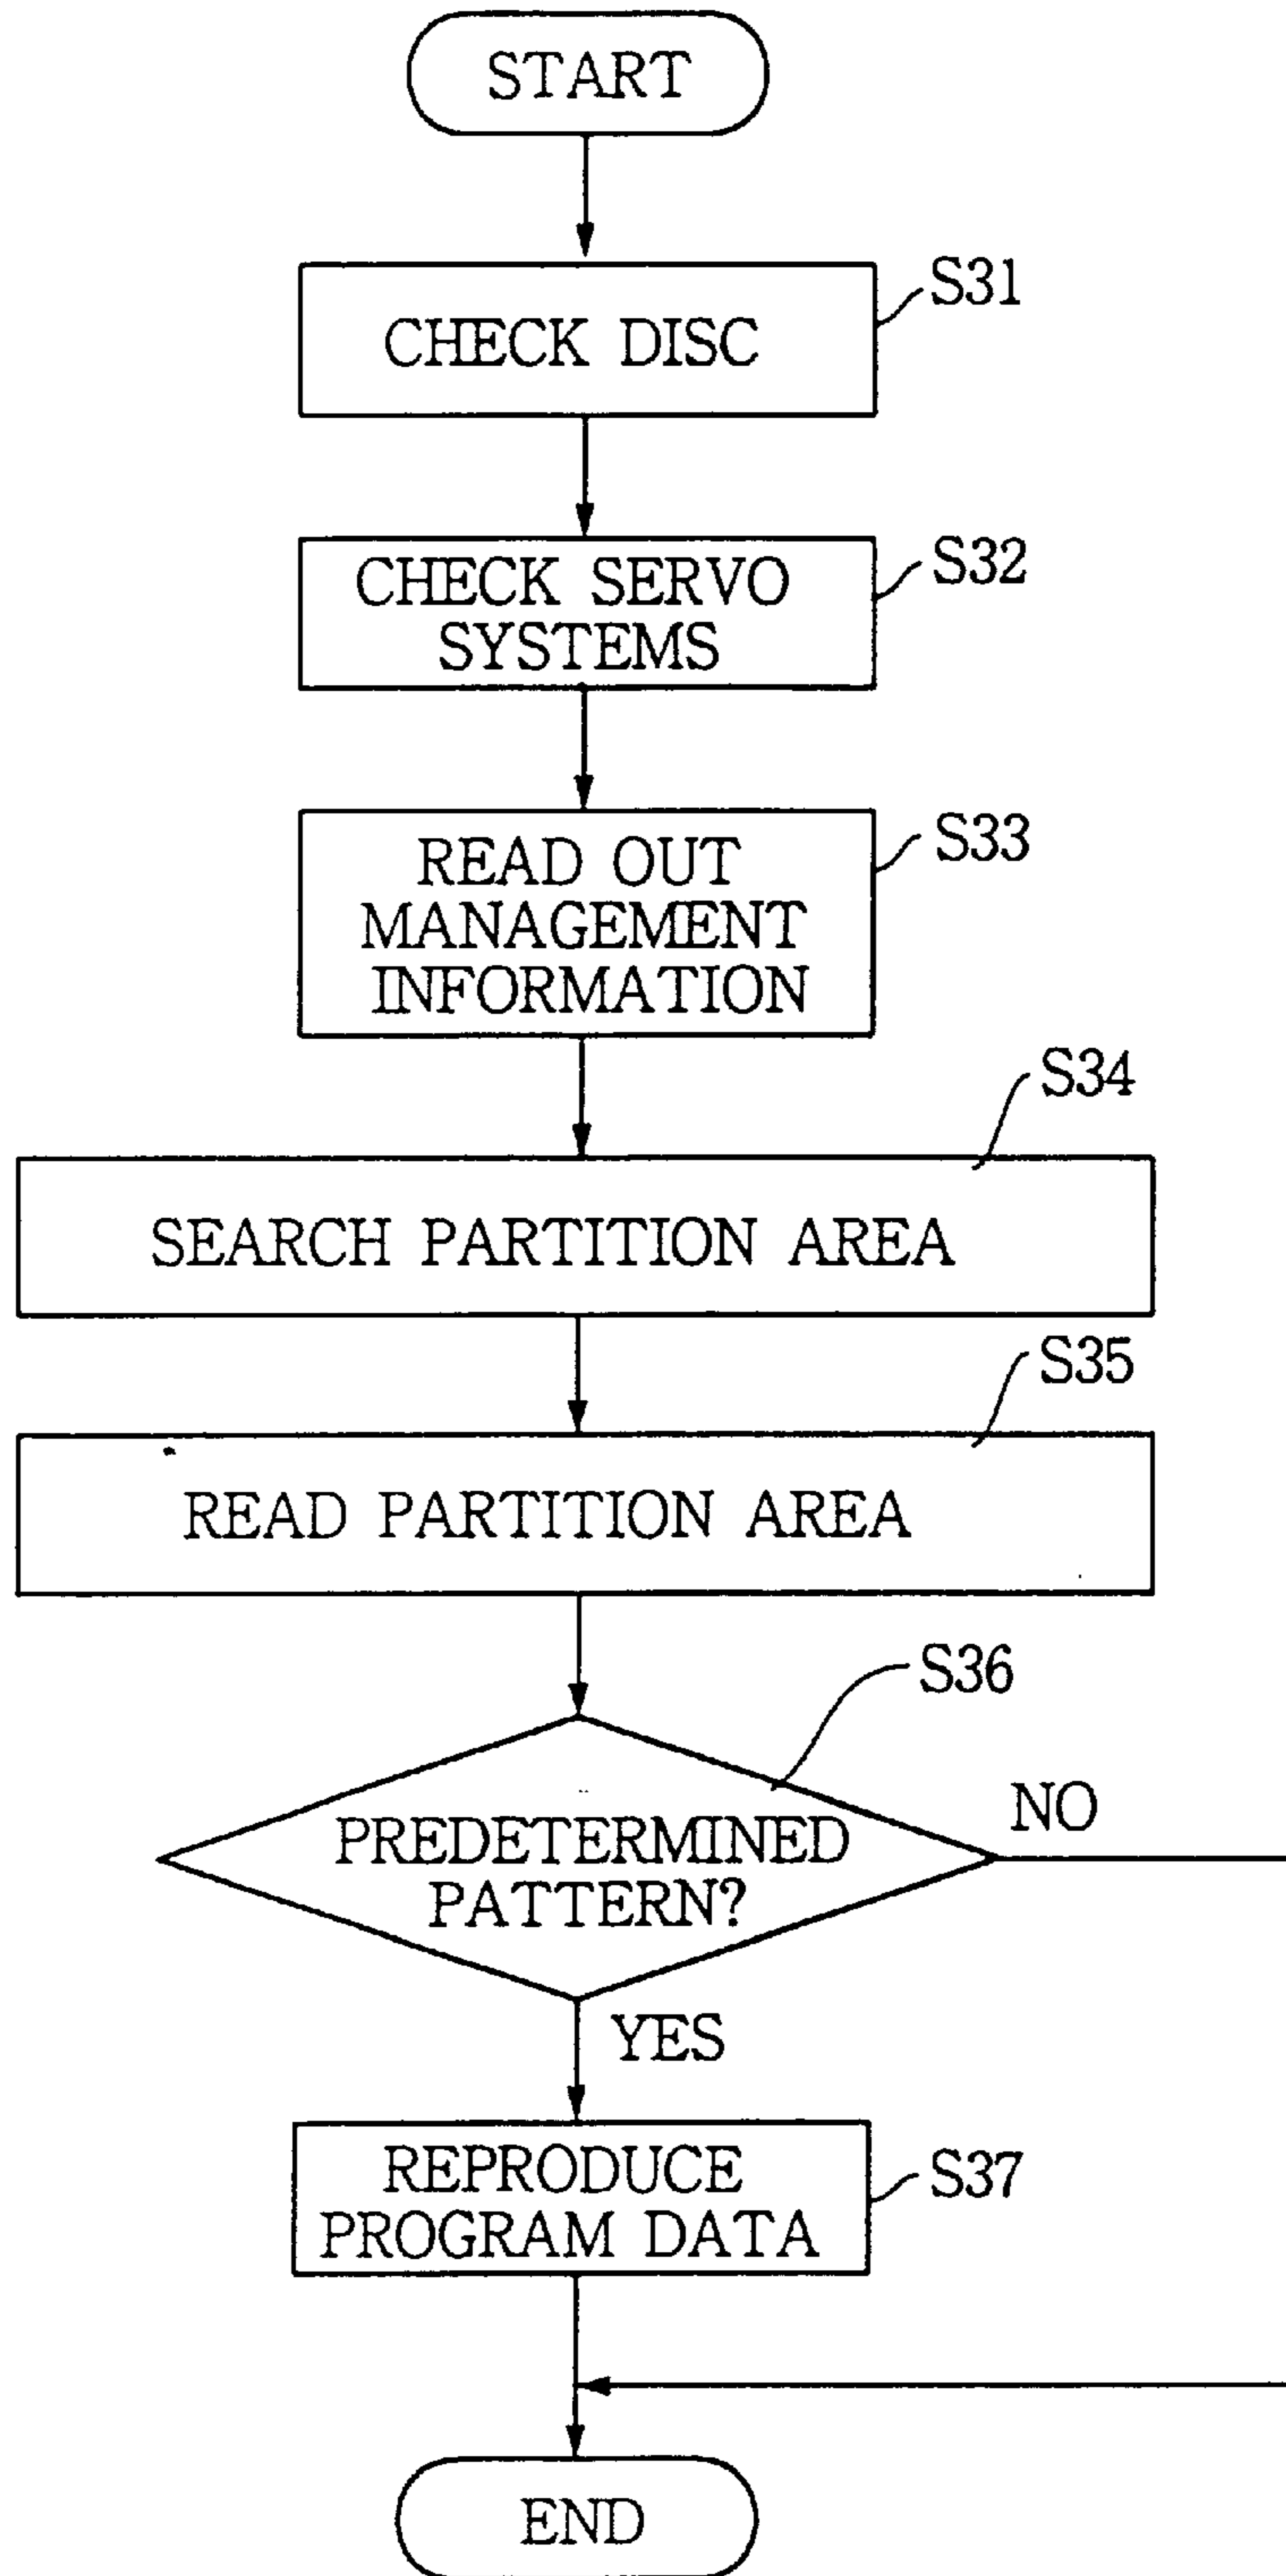 START
S31
CHECK DISC
S32
CHECK SERVO
SYSTEMS
S33
READ OUT
MANAGEMENT
INFORMATION
S34
SEARCH PARTITION AREA
S35
READ PARTITION AREA
S36
NO
PREDETERMINED
PATTERN?
YES
REPRODUCE
S37
PROGRAM DATA
END